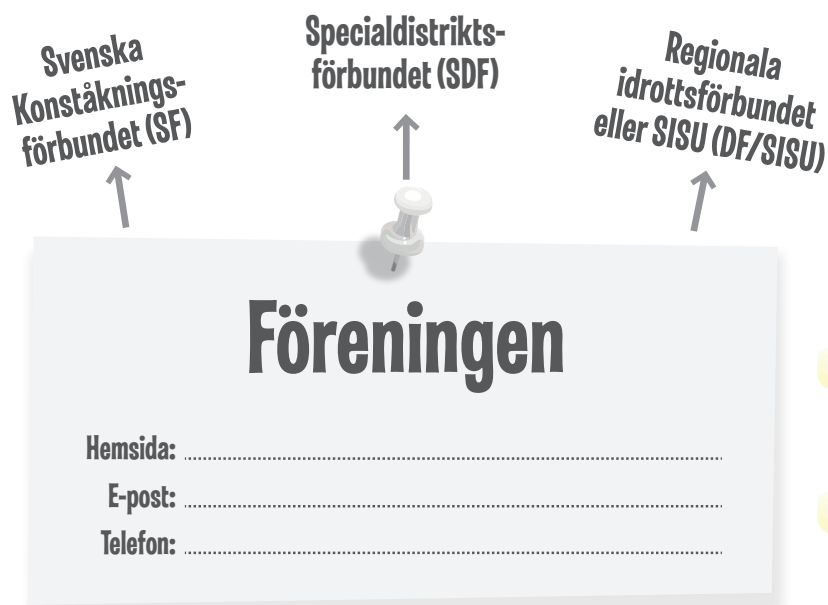 Svenska
Konståknings-
förbundet (SF)
Specialdistrikts-
förbundet (SDF)
Regionala
idrottsförbundet
eller SISU (DF/SISU)
Föreningen
Hemsida:
E-post:
Telefon: